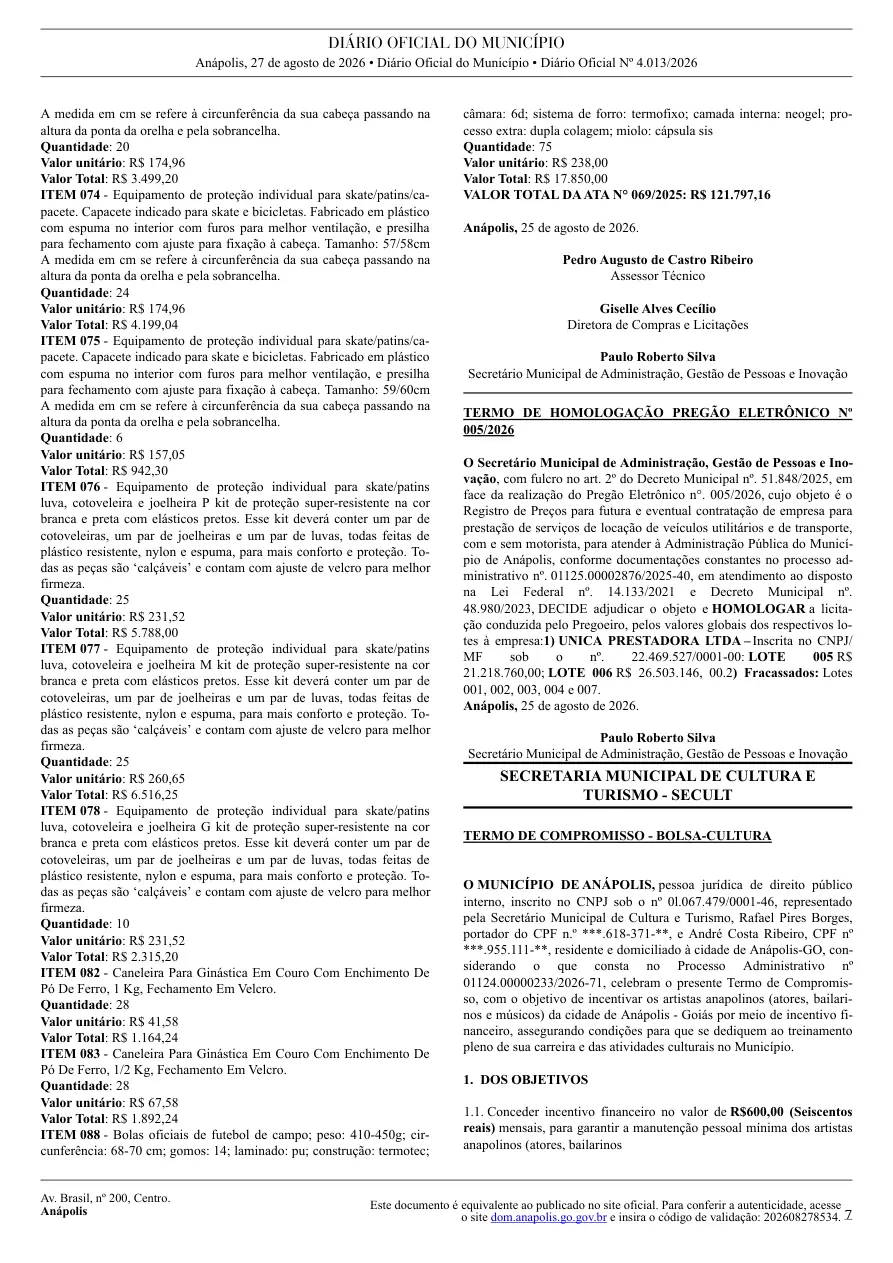 DIÁRIO OFICIAL DO MUNICÍPIO
Anápolis, 27 de agosto de 2026 • Diário Oficial do Município • Diário Oficial Nº 4.013/2026
A medida em cm se refere à circunferência da sua cabeça passando na
altura da ponta da orelha e pela sobrancelha.
Quantidade: 20
Valor unitário: R$ 174,96
Valor Total: R$ 3.499,20
ITEM 074 - Equipamento de proteção individual para skate/patins/ca-
pacete. Capacete indicado para skate e bicicletas. Fabricado em plástico
com espuma no interior com furos para melhor ventilação, e presilha
para fechamento com ajuste para fixação à cabeça. Tamanho: 57/58cm
A medida em cm se refere à circunferência da sua cabeça passando na
altura da ponta da orelha e pela sobrancelha.
Quantidade: 24
Valor unitário: R$ 174,96
Valor Total: R$ 4.199,04
ITEM 075 - Equipamento de proteção individual para skate/patins/ca-
pacete. Capacete indicado para skate e bicicletas. Fabricado em plástico
com espuma no interior com furos para melhor ventilação, e presilha
para fechamento com ajuste para fixação à cabeça. Tamanho: 59/60cm
A medida em cm se refere à circunferência da sua cabeça passando na
altura da ponta da orelha e pela sobrancelha.
Quantidade: 6
Valor unitário: R$ 157,05
Valor Total: R$ 942,30
ITEM 076 - Equipamento de proteção individual para skate/patins
luva, cotoveleira e joelheira P kit de proteção super-resistente na cor
branca e preta com elásticos pretos. Esse kit deverá conter um par de
cotoveleiras, um par de joelheiras e um par de luvas, todas feitas de
plástico resistente, nylon e espuma, para mais conforto e proteção. To-
das as peças são ‘calçáveis’ e contam com ajuste de velcro para melhor
firmeza.
Quantidade: 25
Valor unitário: R$ 231,52
Valor Total: R$ 5.788,00
ITEM 077 - Equipamento de proteção individual para skate/patins
luva, cotoveleira e joelheira M kit de proteção super-resistente na cor
branca e preta com elásticos pretos. Esse kit deverá conter um par de
cotoveleiras, um par de joelheiras e um par de luvas, todas feitas de
plástico resistente, nylon e espuma, para mais conforto e proteção. To-
das as peças são ‘calçáveis’ e contam com ajuste de velcro para melhor
firmeza.
Quantidade: 25
Valor unitário: R$ 260,65
Valor Total: R$ 6.516,25
ITEM 078 - Equipamento de proteção individual para skate/patins
luva, cotoveleira e joelheira G kit de proteção super-resistente na cor
branca e preta com elásticos pretos. Esse kit deverá conter um par de
cotoveleiras, um par de joelheiras e um par de luvas, todas feitas de
plástico resistente, nylon e espuma, para mais conforto e proteção. To-
das as peças são ‘calçáveis’ e contam com ajuste de velcro para melhor
firmeza.
Quantidade: 10
Valor unitário: R$ 231,52
Valor Total: R$ 2.315,20
ITEM 082 - Caneleira Para Ginástica Em Couro Com Enchimento De
Pó De Ferro, 1 Kg, Fechamento Em Velcro.
Quantidade: 28
Valor unitário: R$ 41,58
Valor Total: R$ 1.164,24
ITEM 083 - Caneleira Para Ginástica Em Couro Com Enchimento De
Pó De Ferro, 1/2 Kg, Fechamento Em Velcro.
Quantidade: 28
Valor unitário: R$ 67,58
Valor Total: R$ 1.892,24
ITEM 088 - Bolas oficiais de futebol de campo; peso: 410-450g; cir-
cunferência: 68-70 cm; gomos: 14; laminado: pu; construção: termotec;
câmara: 6d; sistema de forro: termofixo; camada interna: neogel; pro-
cesso extra: dupla colagem; miolo: cápsula sis
Quantidade: 75
Valor unitário: R$ 238,00
Valor Total: R$ 17.850,00
VALOR TOTAL DA ATA N° 069/2025: R$ 121.797,16
Anápolis, 25 de agosto de 2026.
Pedro Augusto de Castro Ribeiro
Assessor Técnico
Giselle Alves Cecílio
Diretora de Compras e Licitações
Paulo Roberto Silva
Secretário Municipal de Administração, Gestão de Pessoas e Inovação
TERMO DE HOMOLOGAÇÃO PREGÃO ELETRÔNICO Nº
005/2026
O Secretário Municipal de Administração, Gestão de Pessoas e Ino-
vação, com fulcro no art. 2º do Decreto Municipal nº. 51.848/2025, em
face da realização do Pregão Eletrônico n°. 005/2026, cujo objeto é o
Registro de Preços para futura e eventual contratação de empresa para
prestação de serviços de locação de veículos utilitários e de transporte,
com e sem motorista, para atender à Administração Pública do Municí-
pio de Anápolis, conforme documentações constantes no processo ad-
ministrativo nº. 01125.00002876/2025-40, em atendimento ao disposto
na Lei Federal nº. 14.133/2021 e Decreto Municipal nº.
48.980/2023, DECIDE adjudicar o objeto e HOMOLOGAR a licita-
ção conduzida pelo Pregoeiro, pelos valores globais dos respectivos lo-
tes à empresa:1) UNICA PRESTADORA LTDA – Inscrita no CNPJ/
MF sob o nº. 22.469.527/0001-00: LOTE 005 R$
21.218.760,00; LOTE 006 R$ 26.503.146, 00.2) Fracassados: Lotes
001, 002, 003, 004 e 007.
Anápolis, 25 de agosto de 2026.
Paulo Roberto Silva
Secretário Municipal de Administração, Gestão de Pessoas e Inovação
SECRETARIA MUNICIPAL DE CULTURA E
TURISMO - SECULT
TERMO DE COMPROMISSO - BOLSA-CULTURA
O MUNICÍPIO DE ANÁPOLIS, pessoa jurídica de direito público
interno, inscrito no CNPJ sob o nº 0l.067.479/0001-46, representado
pela Secretário Municipal de Cultura e Turismo, Rafael Pires Borges,
portador do CPF n.º ***.618-371-**, e André Costa Ribeiro, CPF nº
***.955.111-**, residente e domiciliado à cidade de Anápolis-GO, con-
siderando o que consta no Processo Administrativo nº
01124.00000233/2026-71, celebram o presente Termo de Compromis-
so, com o objetivo de incentivar os artistas anapolinos (atores, bailari-
nos e músicos) da cidade de Anápolis - Goiás por meio de incentivo fi-
nanceiro, assegurando condições para que se dediquem ao treinamento
pleno de sua carreira e das atividades culturais no Município.
1. DOS OBJETIVOS
1.1. Conceder incentivo financeiro no valor de R$600,00 (Seiscentos
reais) mensais, para garantir a manutenção pessoal mínima dos artistas
anapolinos (atores, bailarinos
Av. Brasil, nº 200, Centro.
Anápolis
Este documento é equivalente ao publicado no site oficial. Para conferir a autenticidade, acesse
o site dom.anapolis.go.gov.br e insira o código de validação: 202608278534. 7